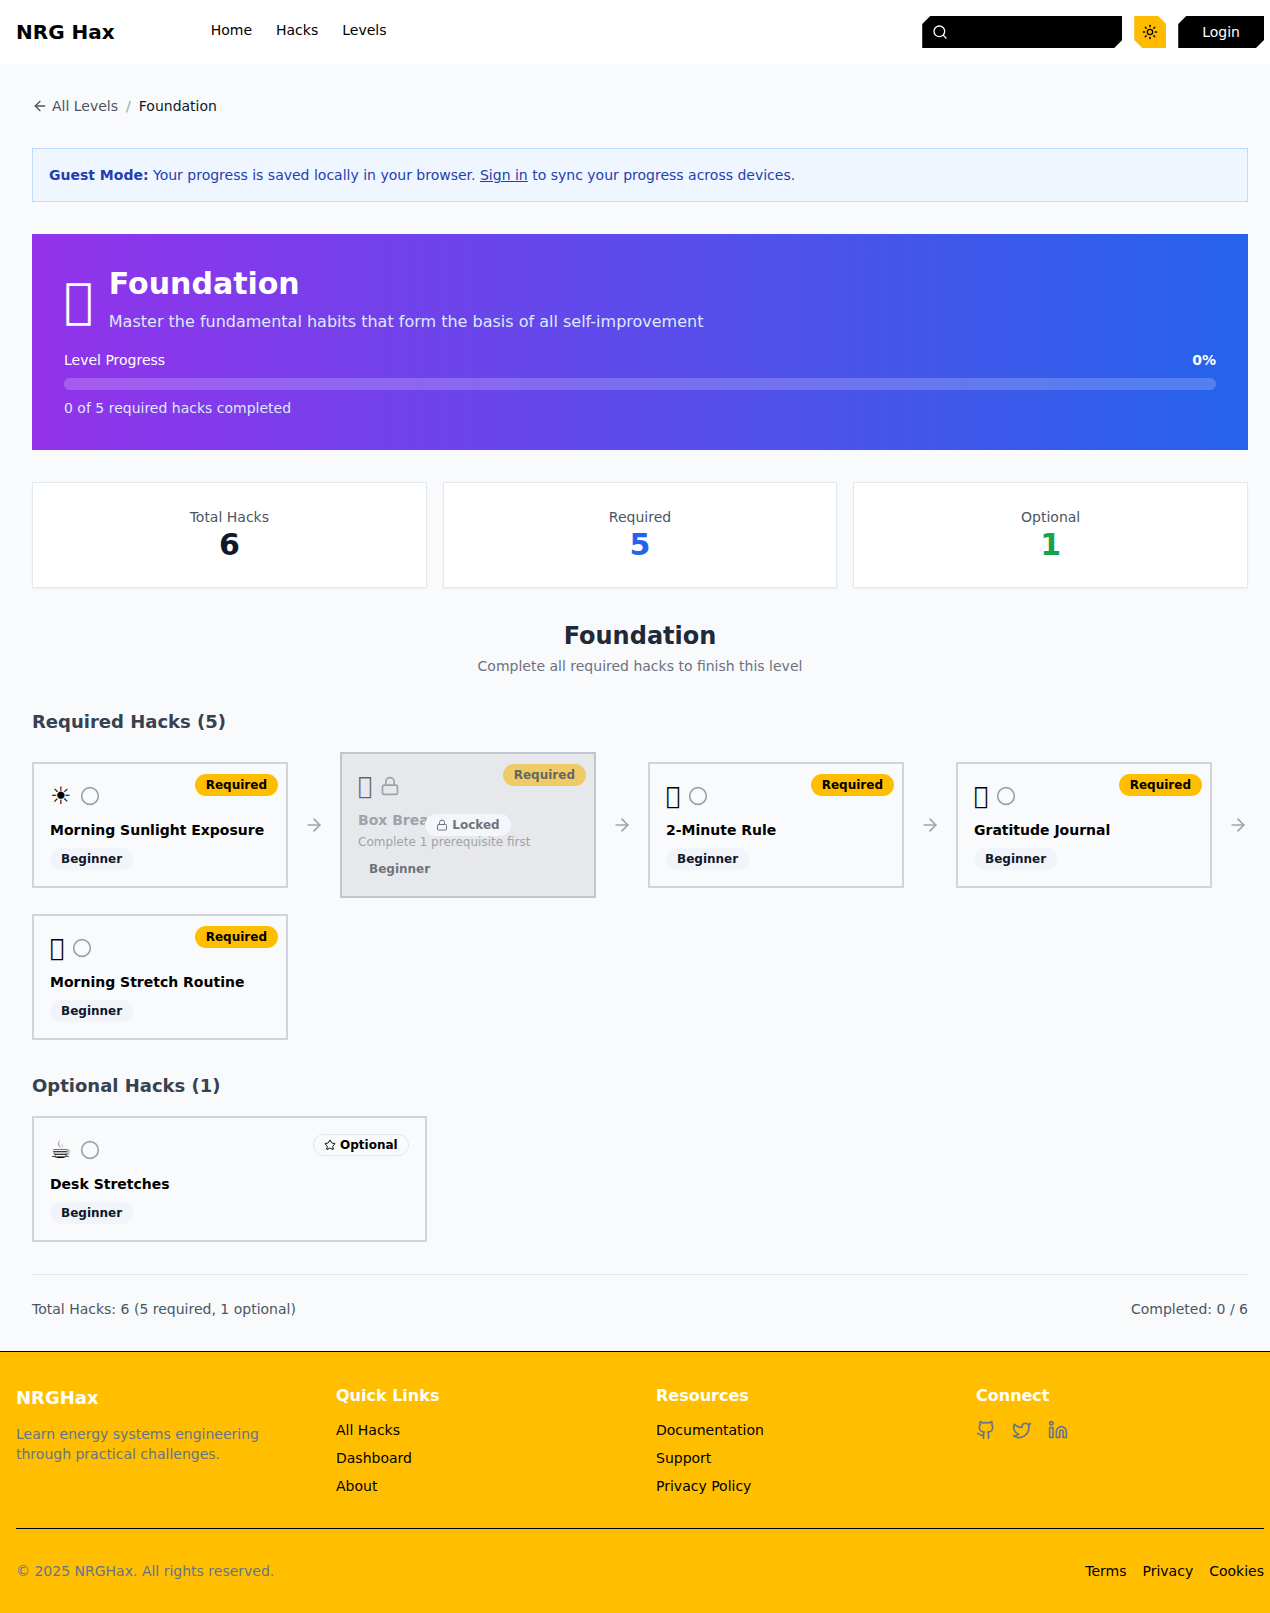 NRG Hax
Home
Hacks
Levels
Login
All Levels / Foundation
Guest Mode: Your progress is saved locally in your browser. Sign in to sync your progress across devices.
Foundation
Master the fundamental habits that form the basis of all self-improvement
Level Progress
0%
0 of 5 required hacks completed
Total Hacks
6
Required
5
Optional
1
Foundation
Complete all required hacks to finish this level
Required Hacks (5)
Required
Morning Sunlight Exposure
Beginner
Required
Box Brea
Locked
Complete 1 prerequisite first
Beginner
Required
2-Minute Rule
Beginner
Required
Gratitude Journal
Beginner
Required
Morning Stretch Routine
Beginner
Optional Hacks (1)
Optional
Desk Stretches
Beginner
Total Hacks: 6 (5 required, 1 optional)
Completed: 0 / 6
NRGHax
Learn energy systems engineering
through practical challenges.
Quick Links
All Hacks
Dashboard
About
Resources
Documentation
Support
Privacy Policy
Connect
© 2025 NRGHax. All rights reserved.
Terms
Privacy
Cookies